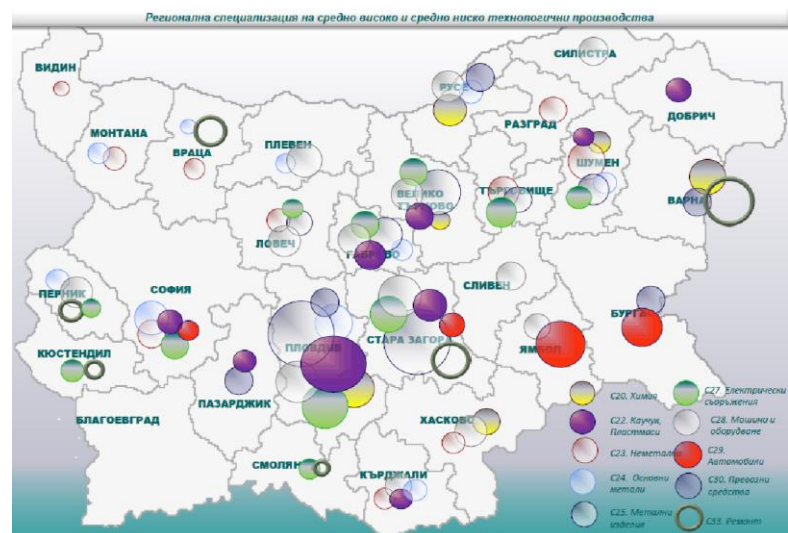 Регионална специализация на средно високо и средно ниско технологични производства
СИЛИСТРА
ВИДИН
РУСЕ
ДОБРИЧ
РАЗГРАД
МОНТАНА
ПЛЕВЕН
ВРАЦА
ШУМЕН
ВЕЛИКО
ТЪРНОВО
ТЪРГОВИЩЕ
ВАРНА
ЛОВЕЧ
ГАБРОВО
СЛИВЕН
СОФИЯ
ПЕРНИК
БУРГАС
СТАРА ЗАГОРА
ПЛОВДИВ
ЯМБОЛ
КЮСТЕНДИЛ
ПАЗАРДЖИК
БЛАГОЕВГРАД
ХАСКОВО
СМОЛЯН
КЪРДЖАЛИ
C20. Химия
C22. Каучук,
Пластмаси
C23. Неметални
C24. Основни
метали
C25. Метални
изделия
C27. Електрически
съоръжения
C28. Машини и
оборудване
C29.
Автомобили
C30. Превозни
средства
C33. Ремонт